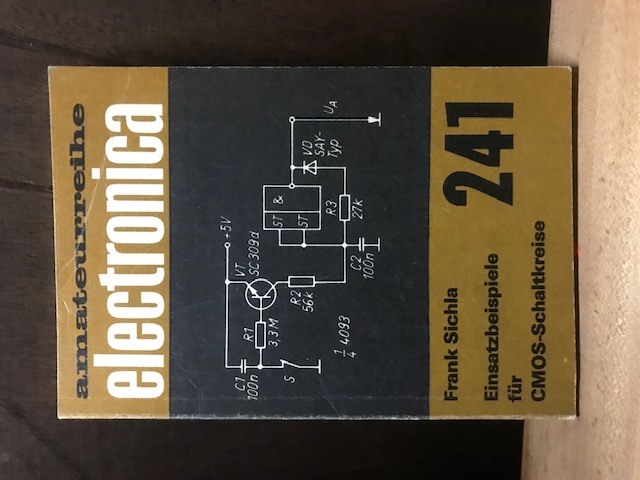 amateurreihe
electronica
+5V
C1
100n
R1
3,3M
VT
SC 309d
S
R2
56k
ST
ST
&
VD
SAY-
Typ
U_A
R3
27k
C2
100n
1/4 4093
Frank Sichla
Einsatzbeispiele
für
CMOS-Schaltkreise
241